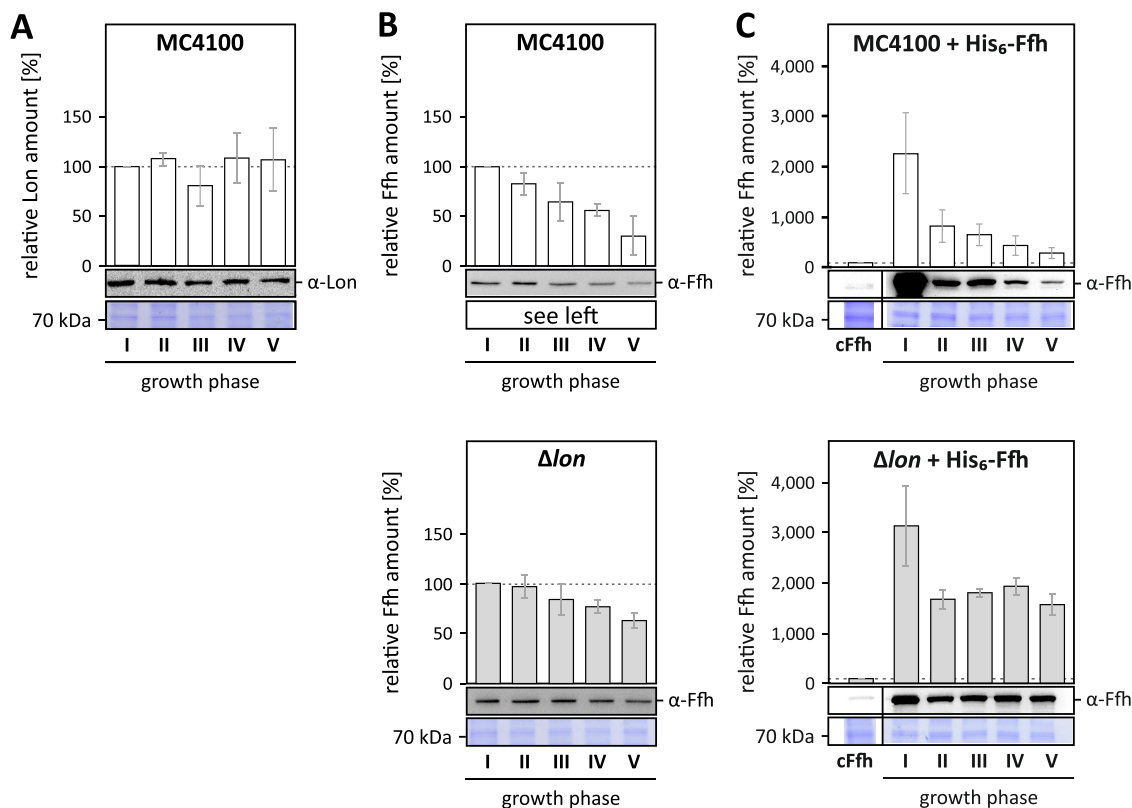 A
MC4100
relative Lon amount [%]
150
100
50
0
α-Lon
70 kDa
I II III IV V
growth phase
B
MC4100
relative Ffh amount [%]
150
100
50
0
α-Ffh
see left
I II III IV V
growth phase
C
MC4100 + His₆-Ffh
relative Ffh amount [%]
4,000
3,000
2,000
1,000
0
α-Ffh
70 kDa
cFfh I II III IV V
growth phase
Δlon
relative Ffh amount [%]
150
100
50
0
α-Ffh
70 kDa
I II III IV V
growth phase
Δlon + His₆-Ffh
relative Ffh amount [%]
4,000
3,000
2,000
1,000
0
α-Ffh
70 kDa
cFfh I II III IV V
growth phase